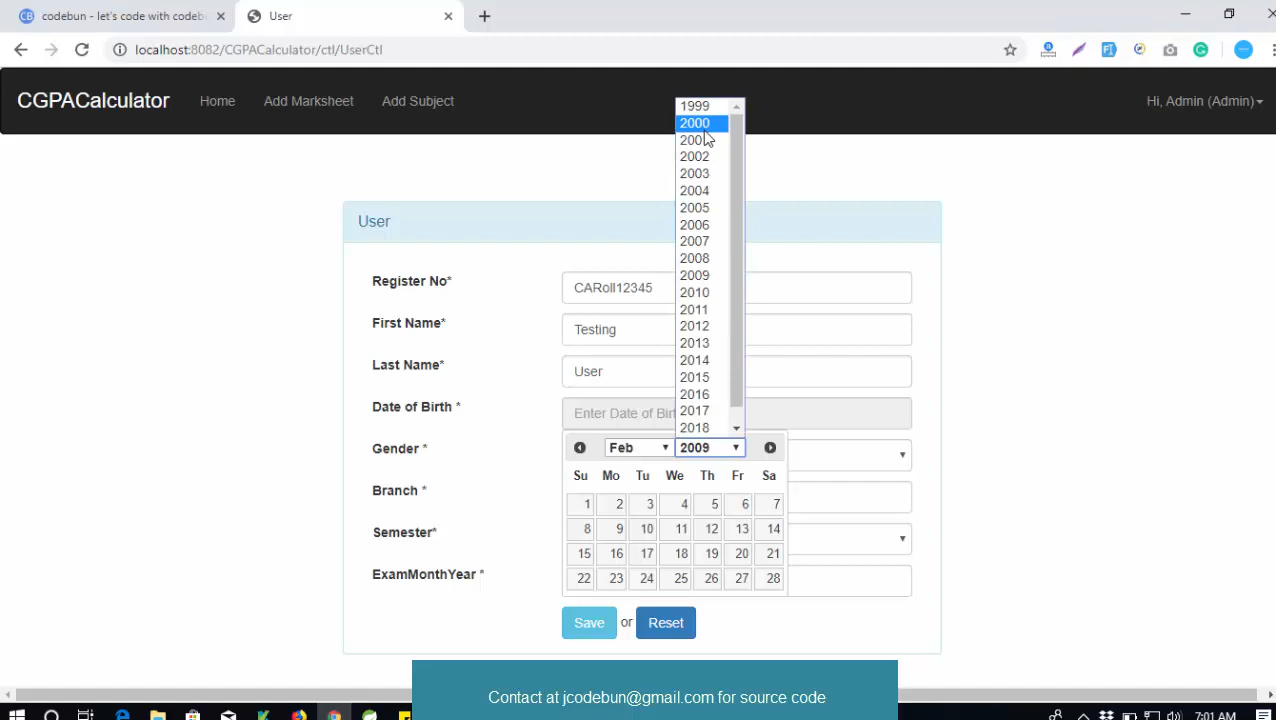 codebun - let's code with codebu
User
localhost:8082/CGPACalculator/ctl/UserCtl
CGPACalculator
Home
Add Marksheet
Add Subject
Hi, Admin (Admin)
User
Register No*
CARoll12345
First Name*
Testing
Last Name*
User
Date of Birth *
Enter Date of Birt
Gender *
Branch *
Semester*
ExamMonthYear *
1999
2000
2002
2003
2004
2005
2006
2007
2008
2009
2010
2011
2012
2013
2014
2015
2016
2017
2018
Feb 2009
Su Mo Tu We Th Fr Sa
1 2 3 4 5 6 7
8 9 10 11 12 13 14
15 16 17 18 19 20 21
22 23 24 25 26 27 28
Save or Reset
Contact at jcodebun@gmail.com for source code
7:01 AM